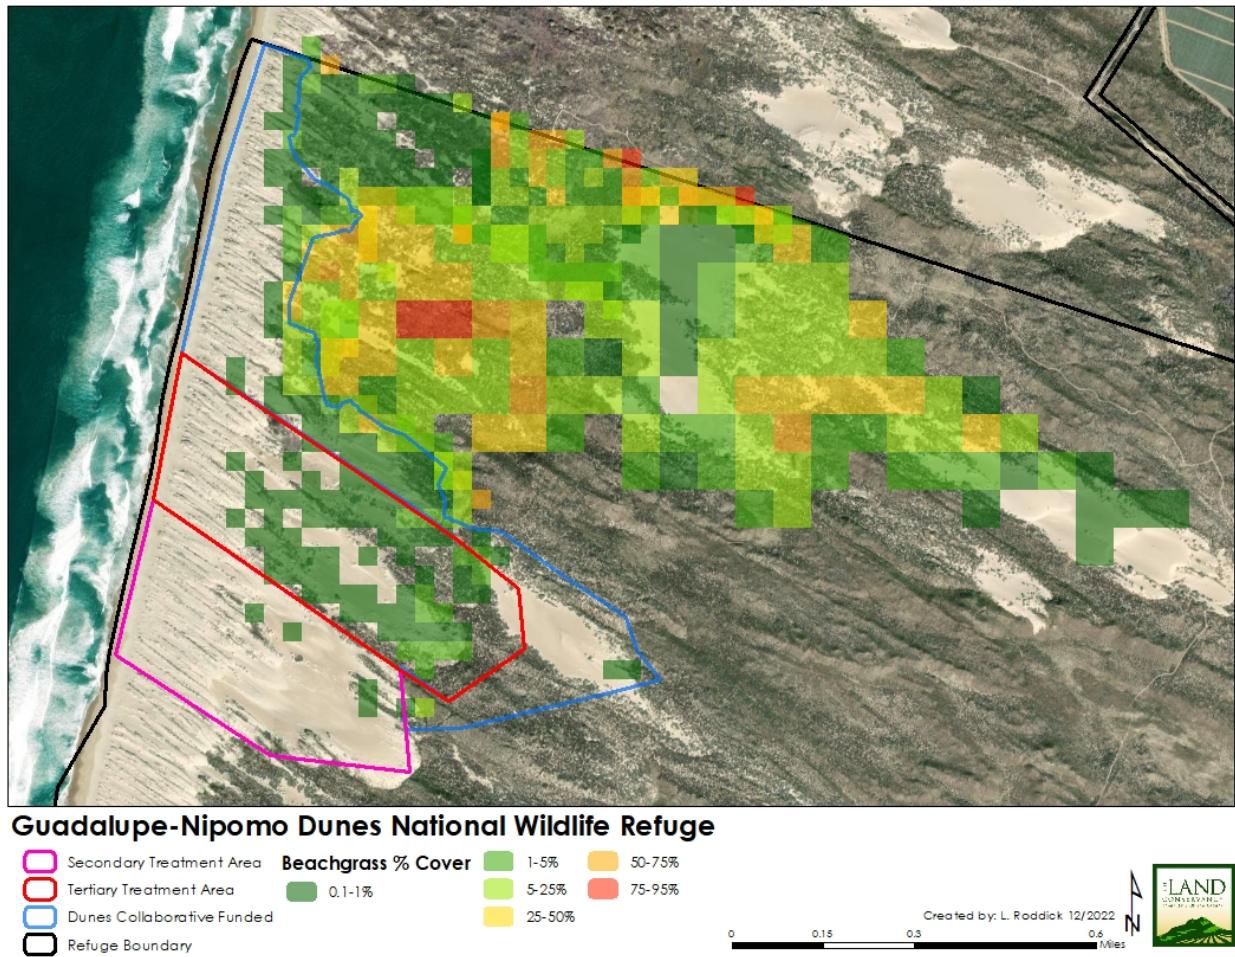 Guadalupe-Nipomo Dunes National Wildlife Refuge
Secondary Treatment Area
Tertiary Treatment Area
Dunes Collaborative Funded
Refuge Boundary
Beachgrass % Cover
0.1-1%
1-5%
5-25%
25-50%
50-75%
75-95%
Created by: L. Roddick 12/2022
0 0.15 0.3 0.6
Miles
N
THE LAND
CONSERVANCY